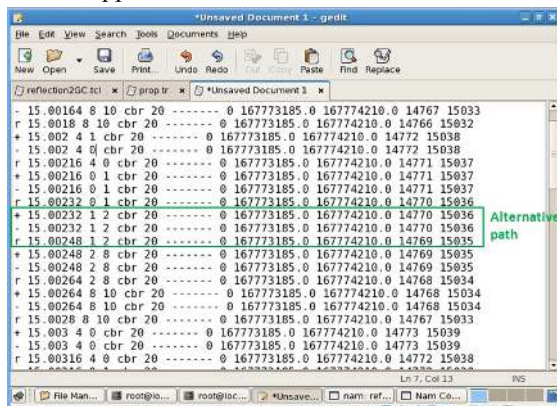 *Unsaved Document 1 - gedit
File Edit View Search Tools Documents Help
New Open Save Print... Undo Redo Cut Copy Paste Find Replace
reflection2GC.tcl × prop.tr × *Unsaved Document 1 ×
- 15.00164 8 10 cbr 20 ------- 0 167773185.0 167774210.0 14767 15033
r 15.0018 8 10 cbr 20 ------- 0 167773185.0 167774210.0 14766 15032
+ 15.002 4 1 cbr 20 ------- 0 167773185.0 167774210.0 14772 15038
- 15.002 4 0 cbr 20 ------- 0 167773185.0 167774210.0 14772 15038
r 15.00216 4 0 cbr 20 ------- 0 167773185.0 167774210.0 14771 15037
+ 15.00216 0 1 cbr 20 ------- 0 167773185.0 167774210.0 14771 15037
- 15.00216 0 1 cbr 20 ------- 0 167773185.0 167774210.0 14771 15037
r 15.00232 0 1 cbr 20 ------- 0 167773185.0 167774210.0 14770 15036
+ 15.00232 1 2 cbr 20 ------- 0 167773185.0 167774210.0 14770 15036
- 15.00232 1 2 cbr 20 ------- 0 167773185.0 167774210.0 14770 15036
r 15.00248 1 2 cbr 20 ------- 0 167773185.0 167774210.0 14769 15035
Alternative
path
+ 15.00248 2 8 cbr 20 ------- 0 167773185.0 167774210.0 14769 15035
- 15.00248 2 8 cbr 20 ------- 0 167773185.0 167774210.0 14769 15035
r 15.00264 2 8 cbr 20 ------- 0 167773185.0 167774210.0 14768 15034
+ 15.00264 8 10 cbr 20 ------- 0 167773185.0 167774210.0 14768 15034
- 15.00264 8 10 cbr 20 ------- 0 167773185.0 167774210.0 14768 15034
r 15.0028 8 10 cbr 20 ------- 0 167773185.0 167774210.0 14767 15033
+ 15.003 4 0 cbr 20 ------- 0 167773185.0 167774210.0 14773 15039
- 15.003 4 0 cbr 20 ------- 0 167773185.0 167774210.0 14773 15039
r 15.00316 4 0 cbr 20 ------- 0 167773185.0 167774210.0 14772 15038
Ln 7, Col 13 INS
File Man... root@lo... root@loc... *Unsave... nam: ref... Nam Co...